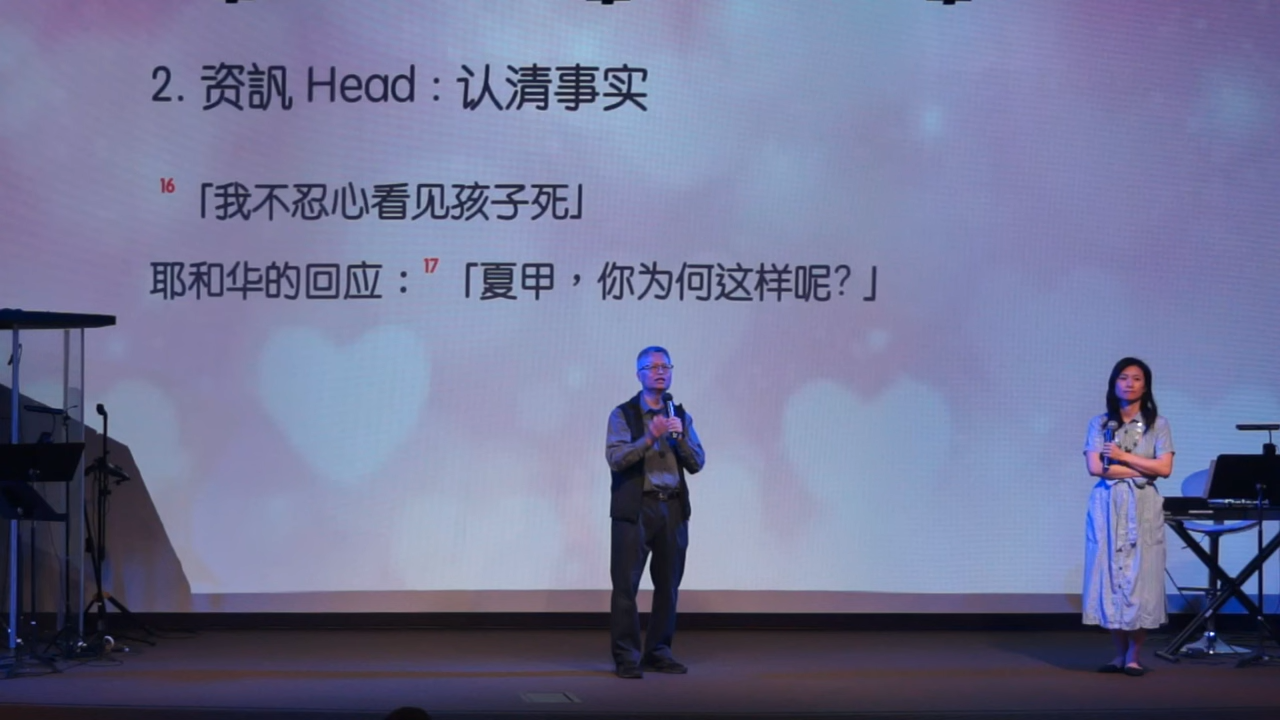 2. 资訊 Head：认清事实
16「我不忍心看见孩子死」
耶和华的回应：17「夏甲，你为何这样呢？」